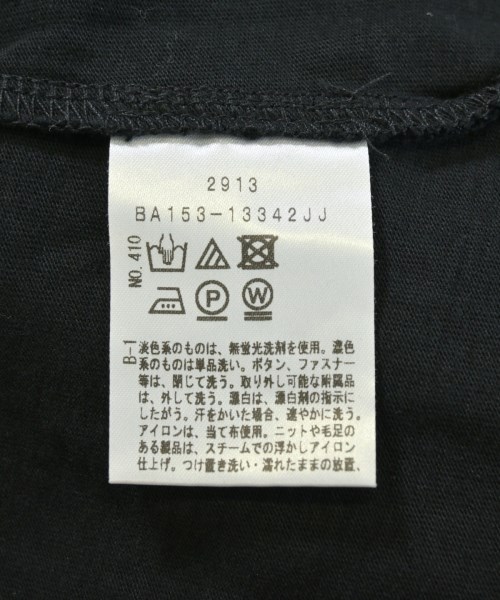 2913
BA153-13342JJ
NO.410
P W
B-1
淡色系のものは、無蛍光洗剤を使用。濃色
系のものは単品洗い。ボタン、ファスナー
等は、閉じて洗う。取り外し可能な附属品
は、外して洗う。漂白は、漂白剤の指示に
したがう。汗をかいた場合、速やかに洗う。
アイロンは、当て布使用。ニットや毛足の
ある製品は、スチームでの浮かしアイロン
仕上げ。つけ置き洗い・濡れたままの放置、